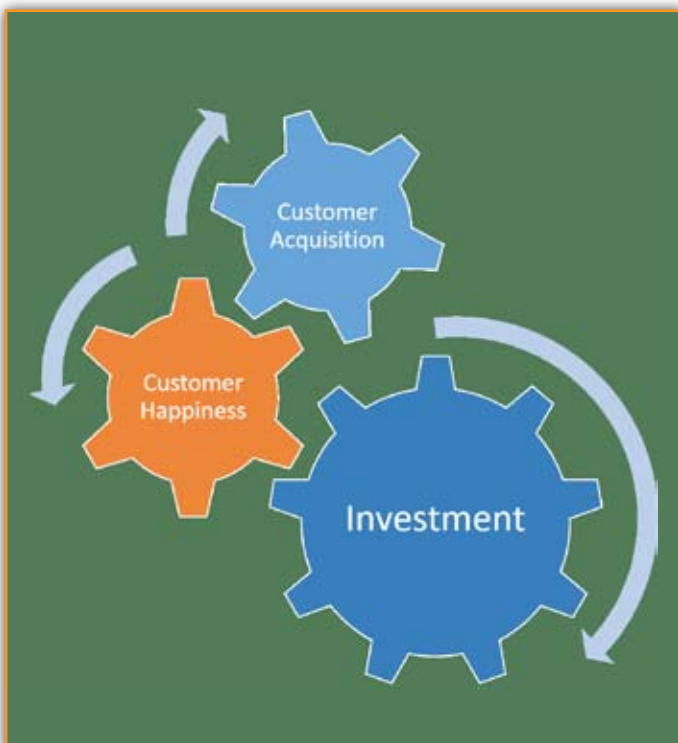 Customer
Acquisition
Customer
Happiness
Investment